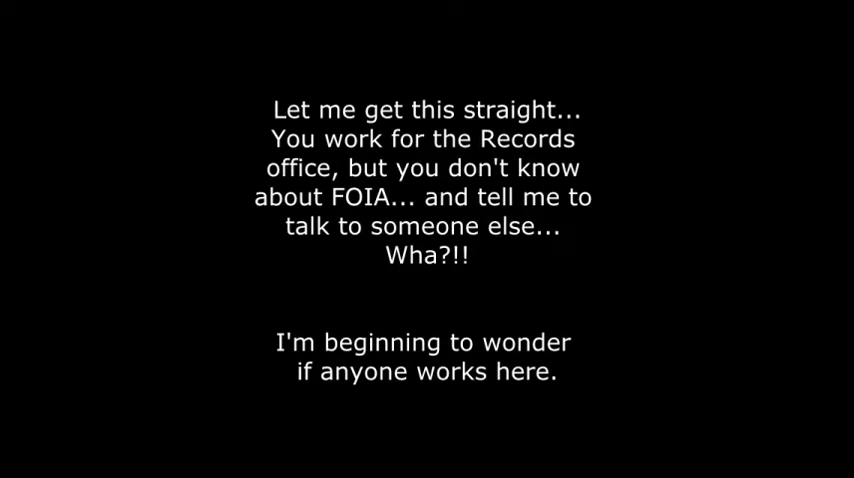 Let me get this straight...
You work for the Records
office, but you don't know
about FOIA... and tell me to
talk to someone else...
Wha?!!
I'm beginning to wonder
if anyone works here.